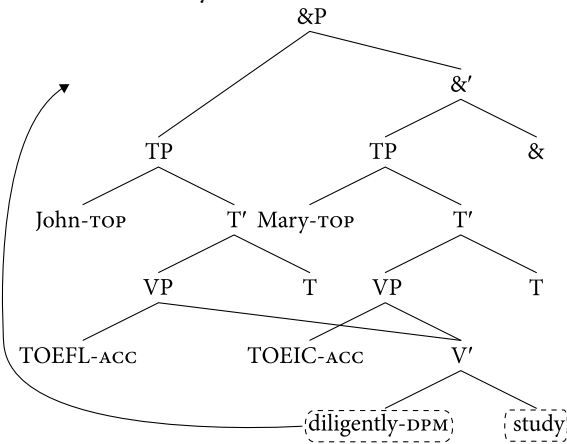 &P
&′
TP TP &
John-TOP T′ Mary-TOP T′
VP T VP T
TOEFL-ACC TOEIC-ACC V′
diligently-DPM study